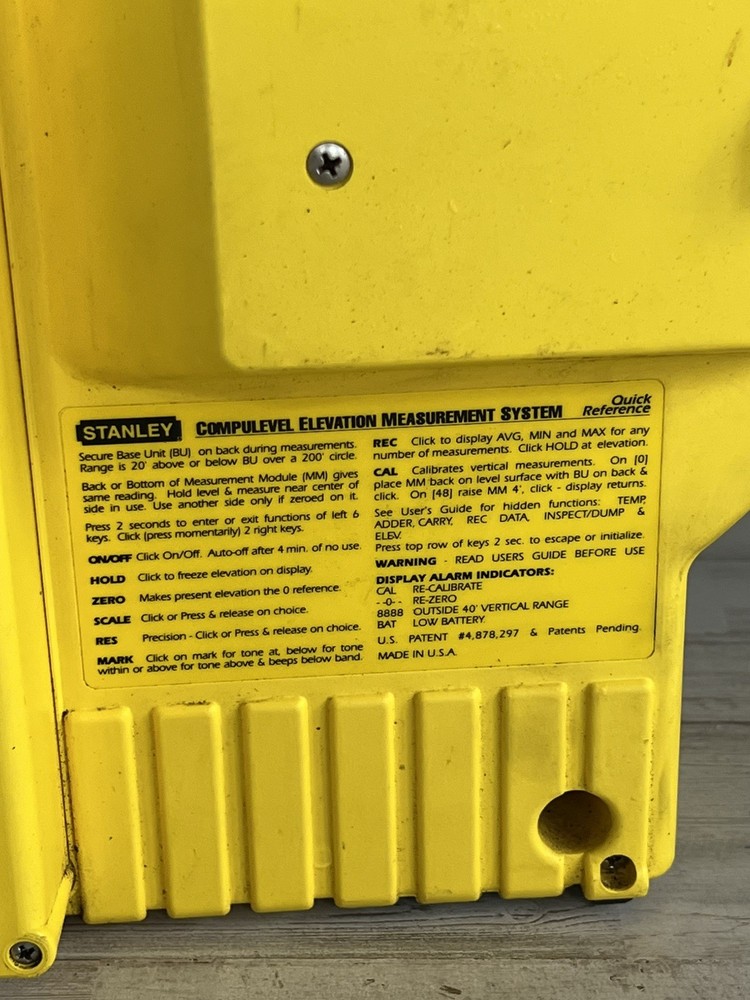 STANLEY COMPULEVEL ELEVATION MEASUREMENT SYSTEM Quick Reference
Secure Base Unit (BU) on back during measurements.
Range is 20' above or below BU over a 200' circle.
Back or Bottom of Measurement Module (MM) gives
same reading. Hold level & measure near center of
side in use. Use another side only if zeroed on it.
Press 2 seconds to enter or exit functions of left 6
keys. Click (press momentarily) 2 right keys.
ON/OFF Click On/Off. Auto-off after 4 min. of no use.
HOLD Click to freeze elevation on display.
ZERO Makes present elevation the 0 reference.
SCALE Click or Press & release on choice.
RES Precision - Click or Press & release on choice.
MARK Click on mark for tone at, below for tone
within or above for tone above & beeps below band.
REC Click to display AVG, MIN and MAX for any
number of measurements. Click HOLD at elevation.
CAL Calibrates vertical measurements. On [0]
place MM back on level surface with BU on back &
click. On [48] raise MM 4', click - display returns.
See User's Guide for hidden functions: TEMP,
ADDER, CARRY, REC DATA, INSPECT/DUMP &
ELEV.
Press top row of keys 2 sec. to escape or initialize.
WARNING - READ USERS GUIDE BEFORE USE
DISPLAY ALARM INDICATORS:
CAL RE-CALIBRATE
--0-- RE-ZERO
8888 OUTSIDE 40' VERTICAL RANGE
BAT LOW BATTERY
U.S. PATENT #4,878,297 & Patents Pending.
MADE IN U.S.A.